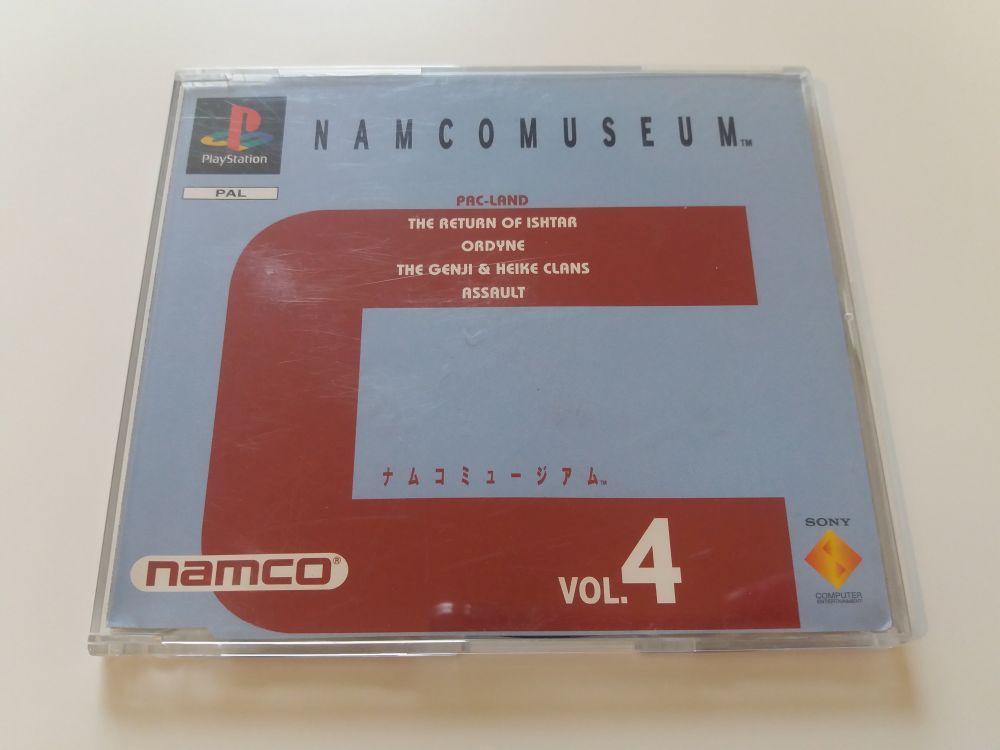 PlayStation
NAMCOMUSEUM™
PAL
PAC-LAND
THE RETURN OF ISHTAR
ORDYNE
THE GENJI & HEIKE CLANS
ASSAULT
ナムコミュージアム™
namco®
VOL.4
SONY
COMPUTER
ENTERTAINMENT